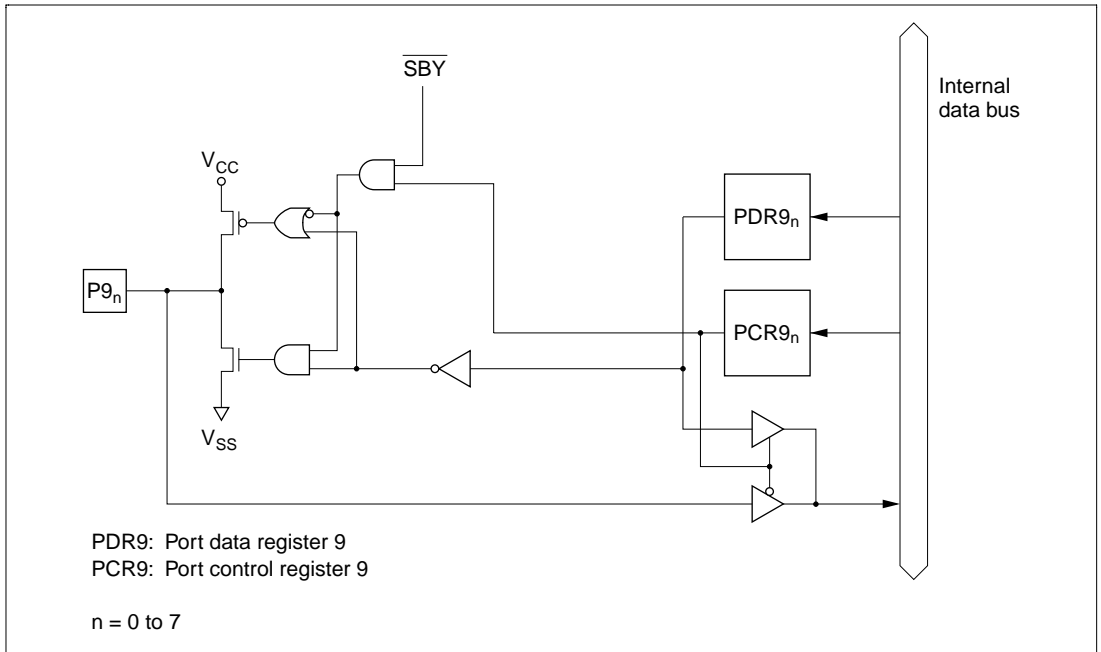 SBY
Internal
data bus
VCC
PDR9n
P9n
PCR9n
VSS
PDR9: Port data register 9
PCR9: Port control register 9
n = 0 to 7